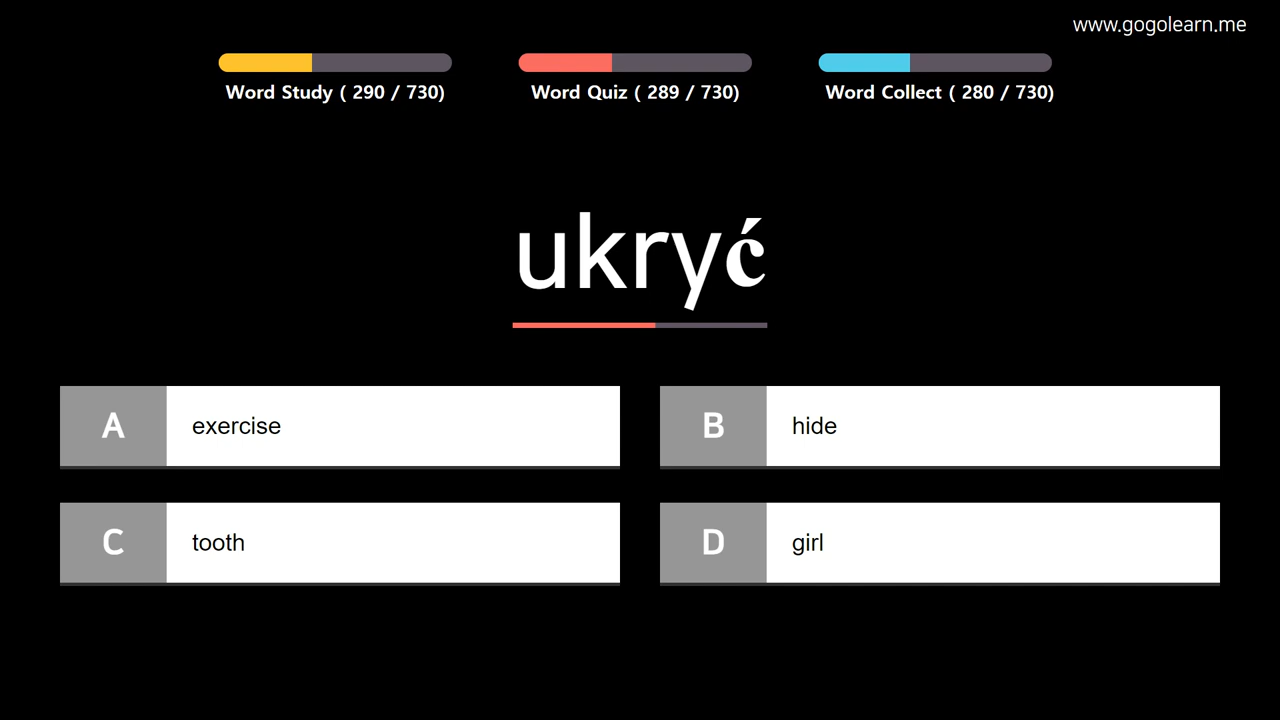 www.gogolearn.me
Word Study ( 290 / 730)
Word Quiz ( 289 / 730)
Word Collect ( 280 / 730)
ukryć
A exercise
B hide
C tooth
D girl